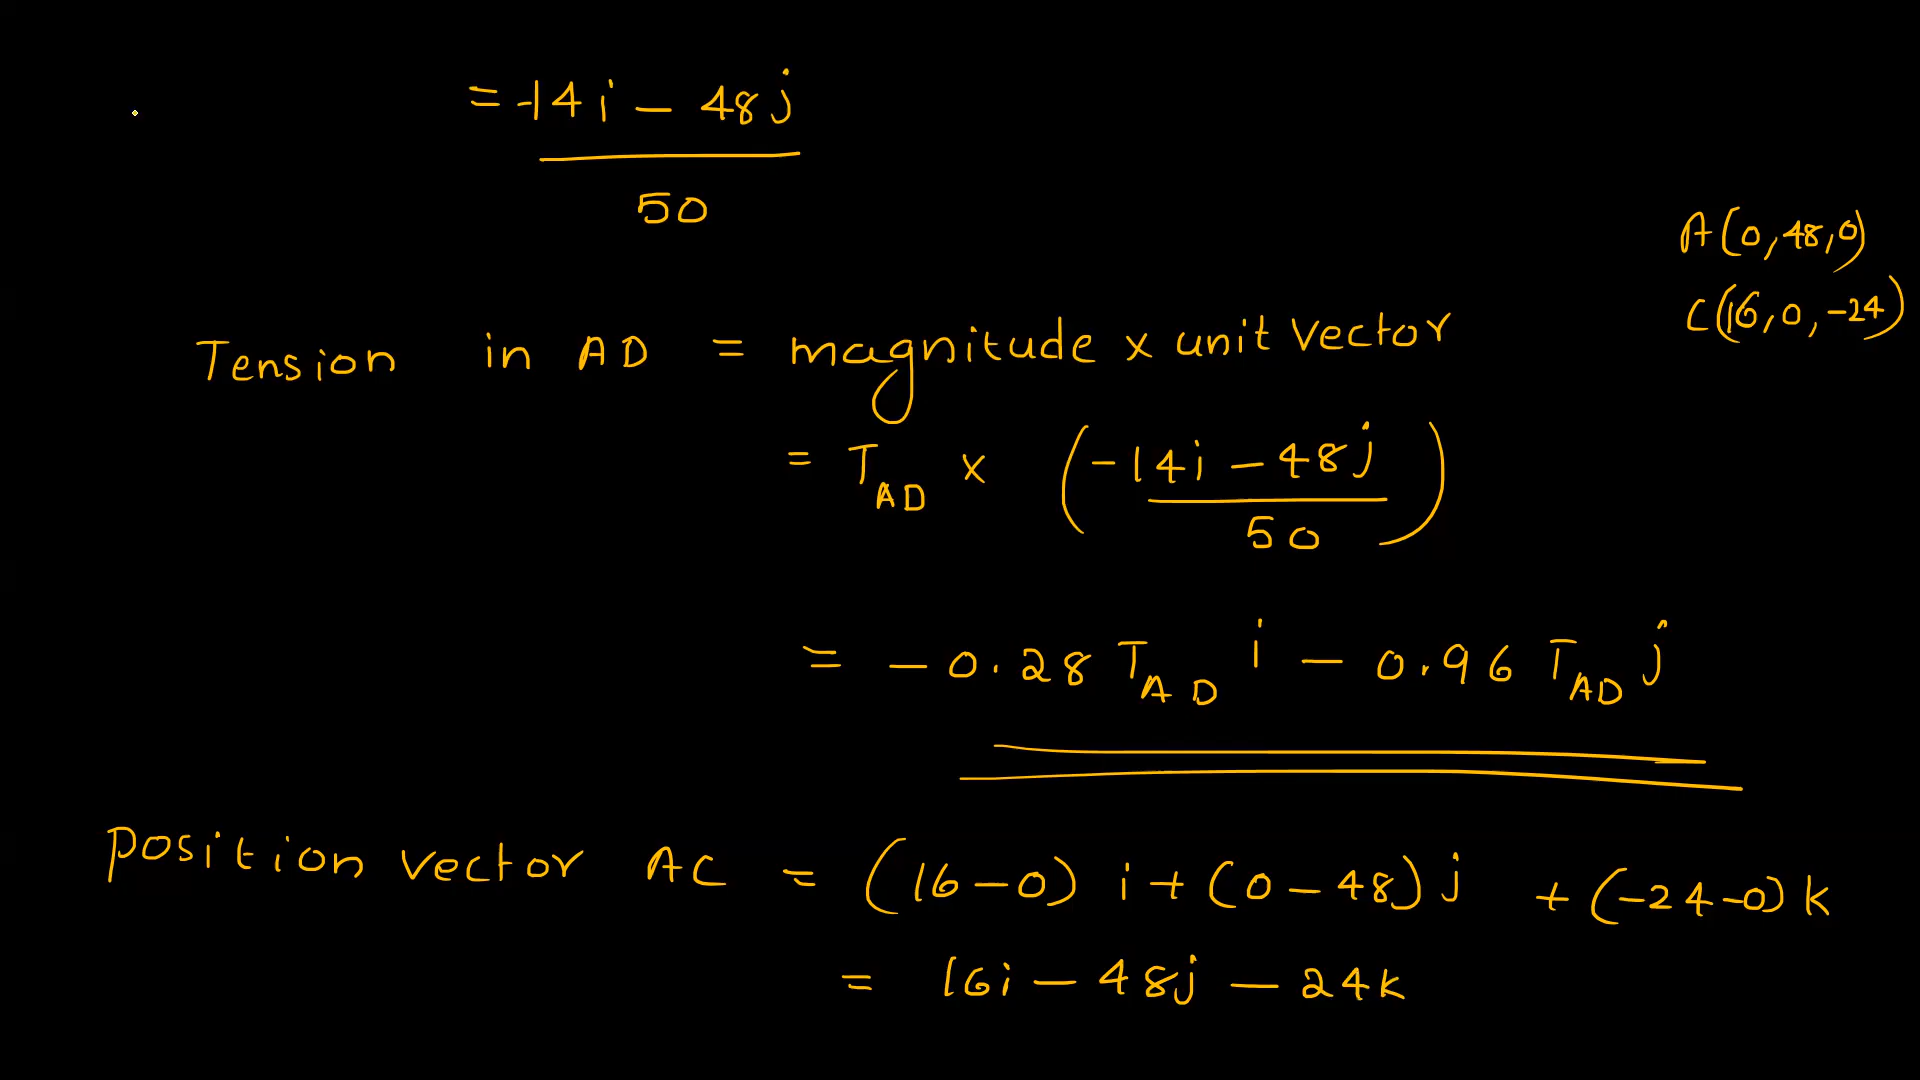 = -14i - 48j
50
A(0,48,0)
C(16,0,-24)
Tension in AD = magnitude x unit vector
= T_AD x (-14i - 48j
50)
= - 0.28 T_AD i - 0.96 T_AD j
position vector AC = (16-0) i + (0-48)j + (-24-0) k
= 16i - 48j - 24k